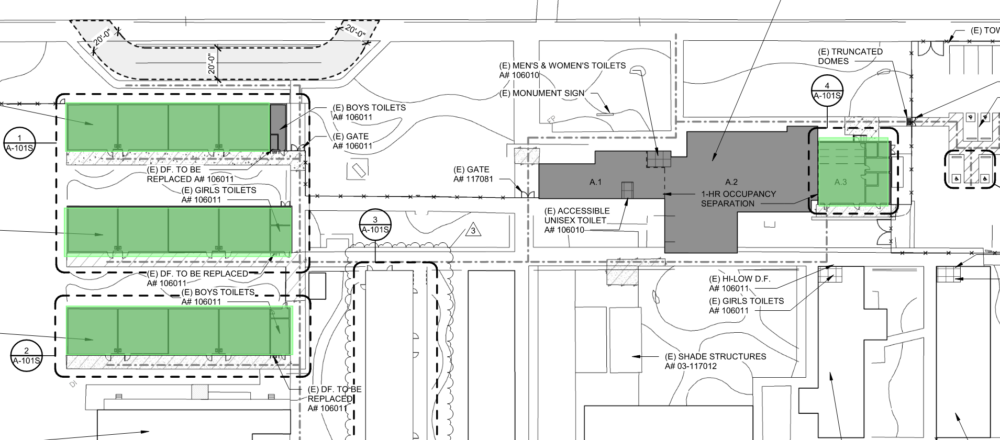 20'-0"
20'-0"
20'-0"
(E) TOW
(E) TRUNCATED
DOMES
(E) MEN'S & WOMEN'S TOILETS
A# 106010
(E) MONUMENT SIGN
4
A-101S
FP
(E) BOYS TOILETS
A# 106011
(E) GATE
A# 106011
1
A-101S
(E) DF. TO BE
REPLACED A# 106011
(E) GIRLS TOILETS
A# 106011
(E) GATE
A# 117081
A.1
A.2
A.3
1-HR OCCUPANCY
SEPARATION
(E) ACCESSIBLE
UNISEX TOILET
A# 106010
3
A-101S
3
(E) DF. TO BE REPLACED
A# 106011
(E) BOYS TOILETS
A# 106011
(E) HI-LOW D.F.
A# 106011
(E) GIRLS TOILETS
A# 106011
2
A-101S
(E) SHADE STRUCTURES
A# 03-117012
DI
(E) DF. TO BE
REPLACED
A# 106011